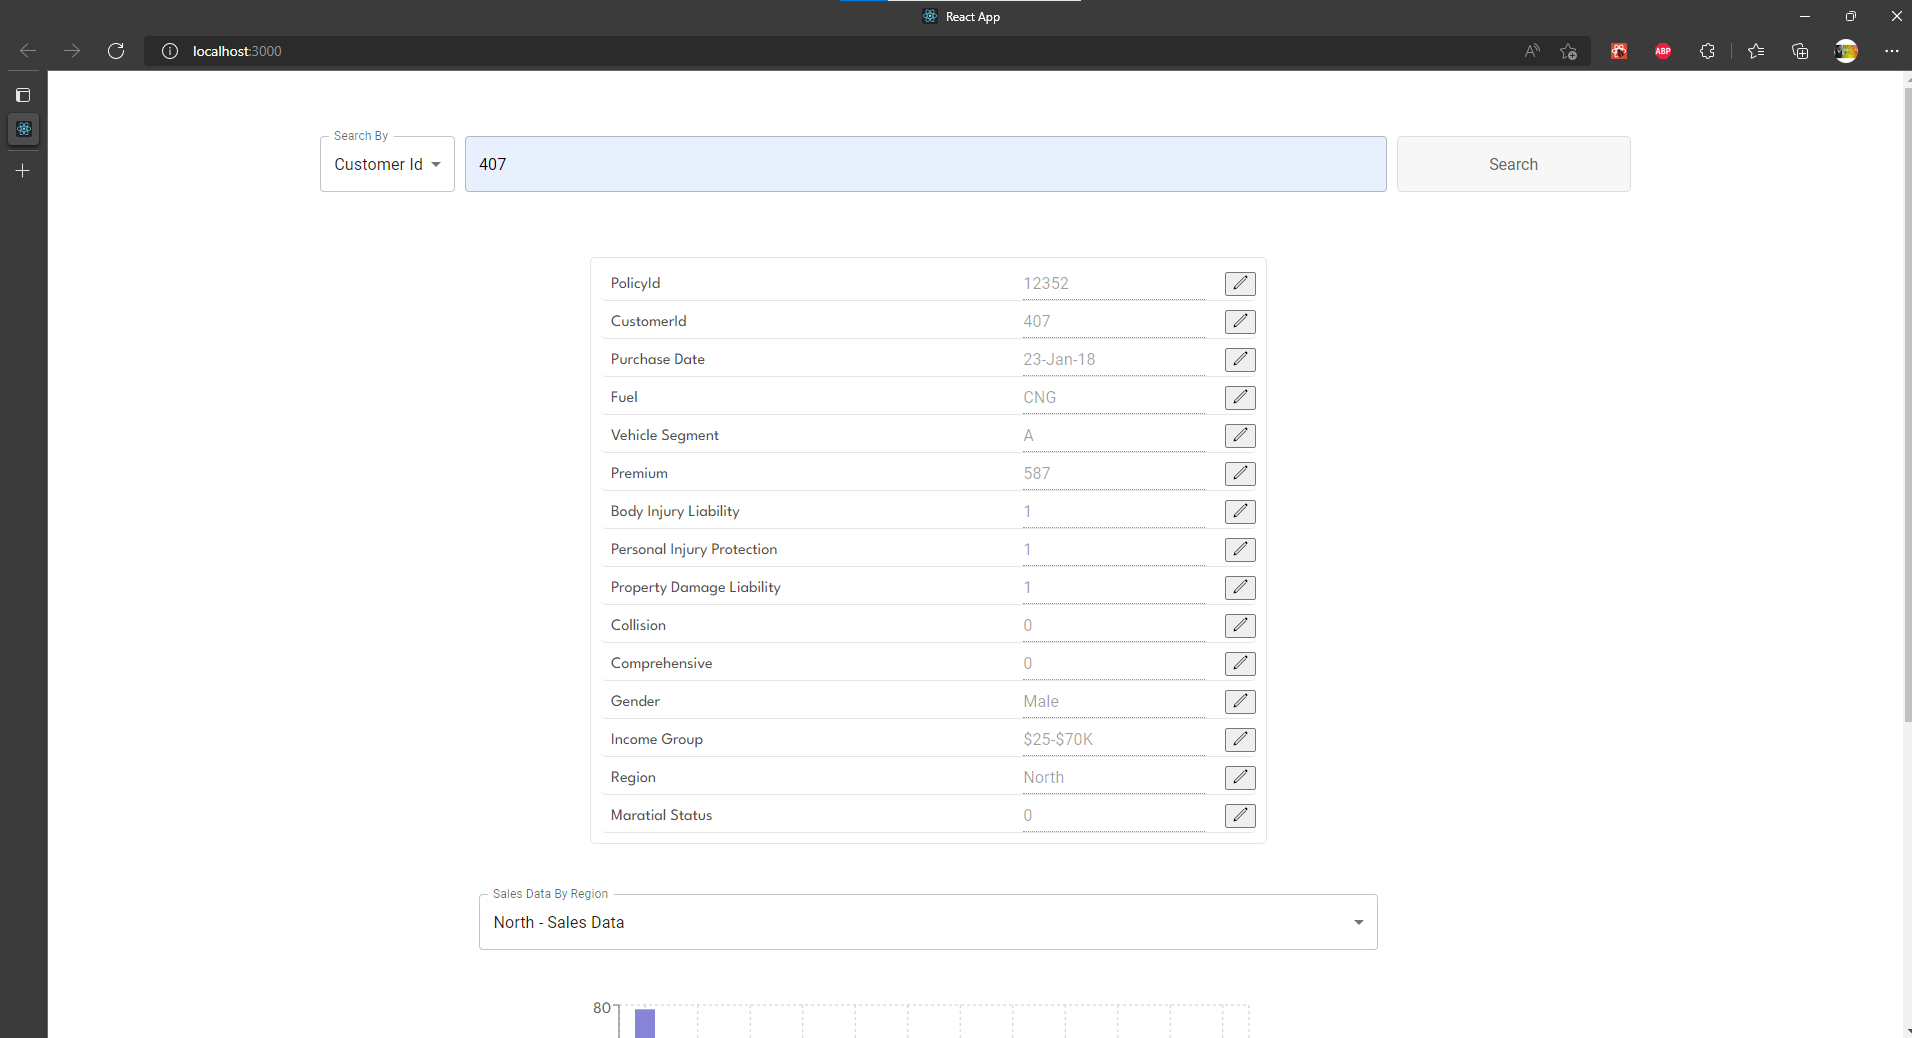 React App
localhost:3000
ABP
Search By
Customer Id
407
Search
PolicyId 12352
CustomerId 407
Purchase Date 23-Jan-18
Fuel CNG
Vehicle Segment A
Premium 587
Body Injury Liability 1
Personal Injury Protection 1
Property Damage Liability 1
Collision 0
Comprehensive 0
Gender Male
Income Group $25-$70K
Region North
Maratial Status 0
Sales Data By Region
North - Sales Data
80